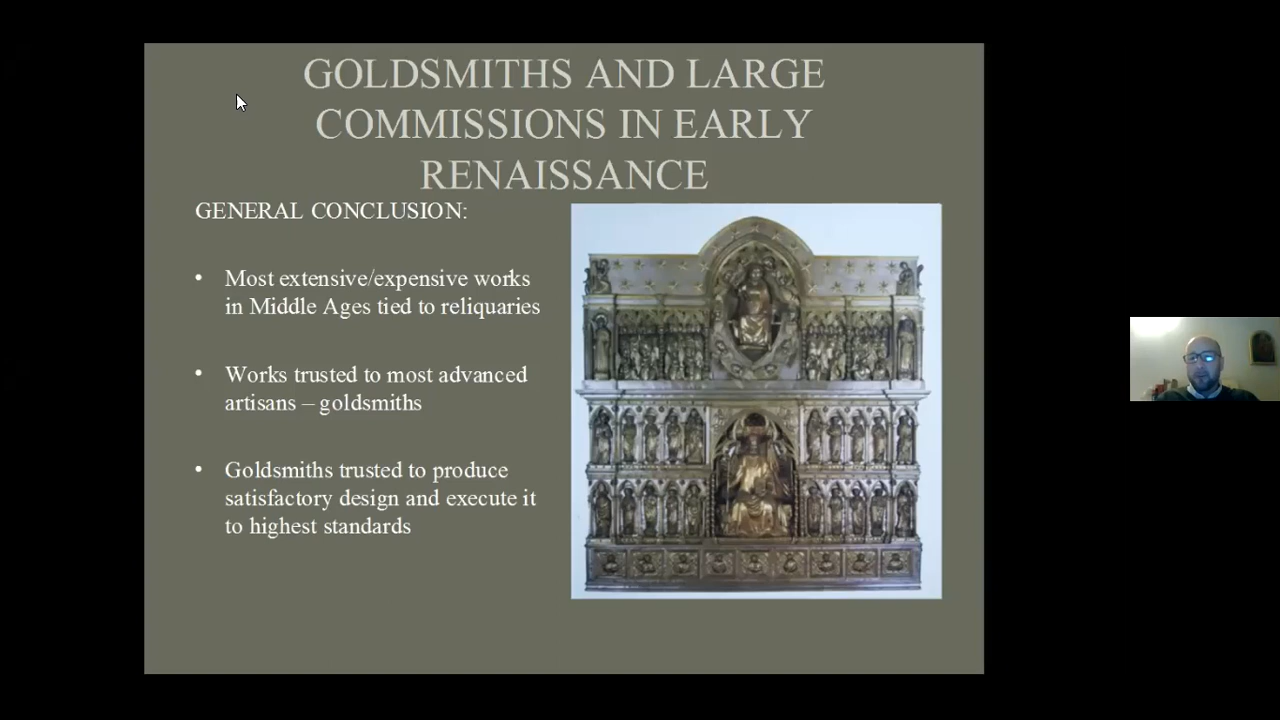 GOLDSMITHS AND LARGE
COMMISSIONS IN EARLY
RENAISSANCE
GENERAL CONCLUSION:
• Most extensive/expensive works
in Middle Ages tied to reliquaries
• Works trusted to most advanced
artisans – goldsmiths
• Goldsmiths trusted to produce
satisfactory design and execute it
to highest standards